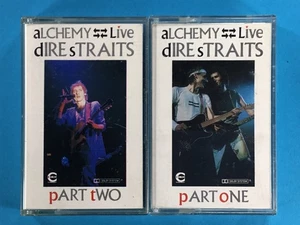 aLCHEMY Live
dIRE sTRAITS
pART tWO
aLCHEMY Live
dIRE sTRAITS
pART oNE